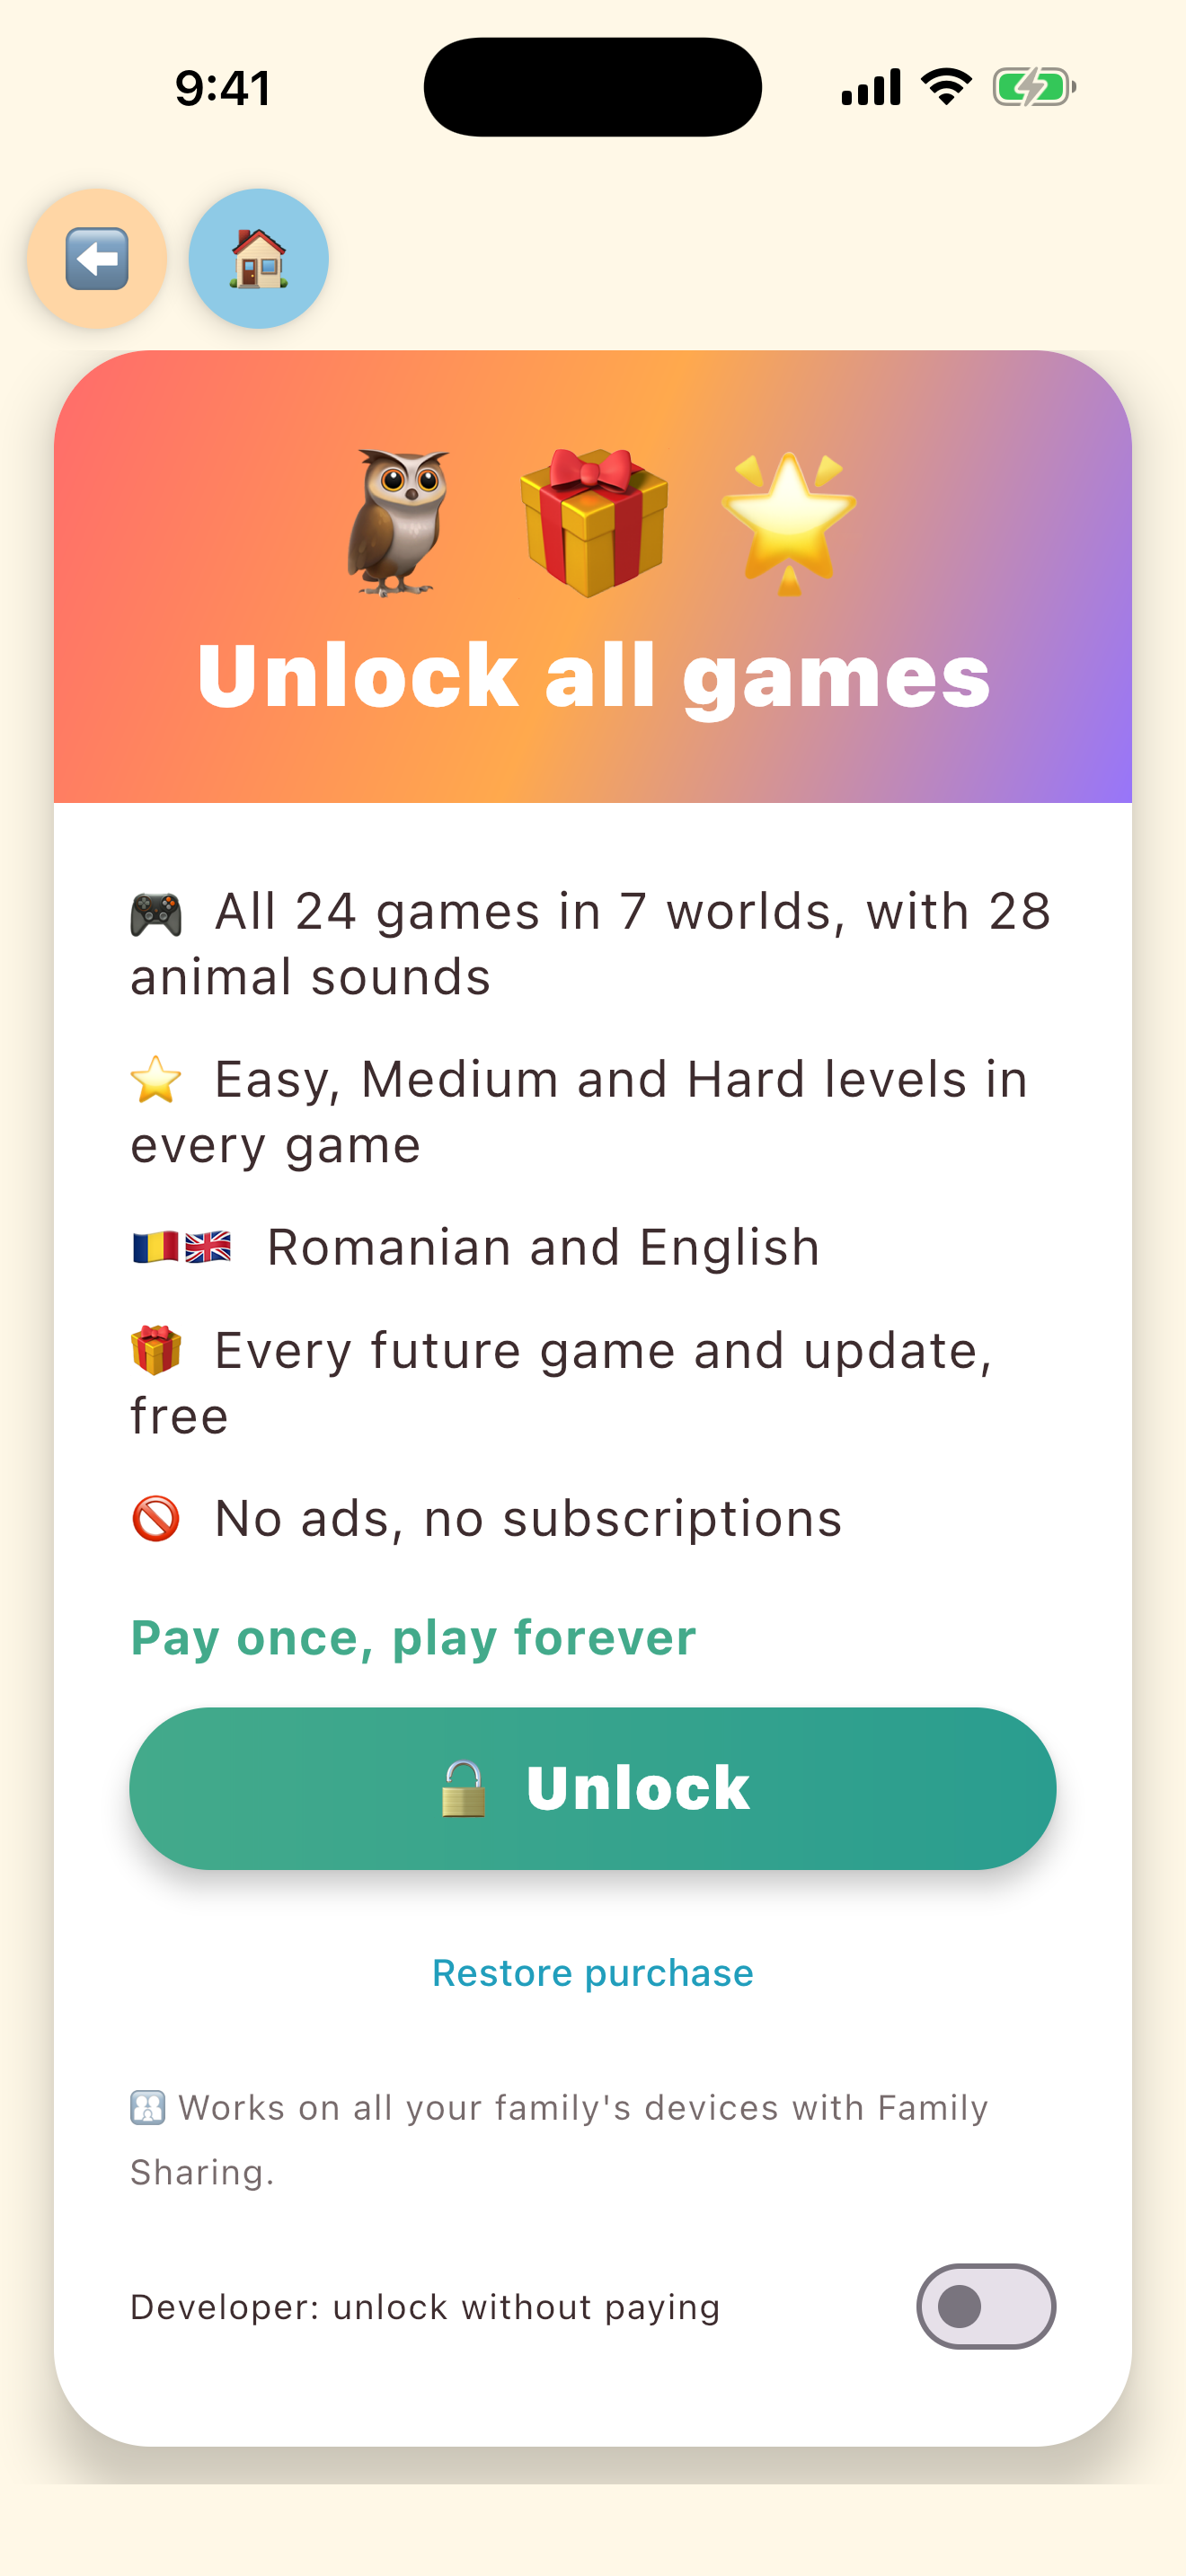 9:41
Unlock all games
All 24 games in 7 worlds, with 28
animal sounds
Easy, Medium and Hard levels in
every game
Romanian and English
Every future game and update,
free
No ads, no subscriptions
Pay once, play forever
Unlock
Restore purchase
Works on all your family's devices with Family
Sharing.
Developer: unlock without paying